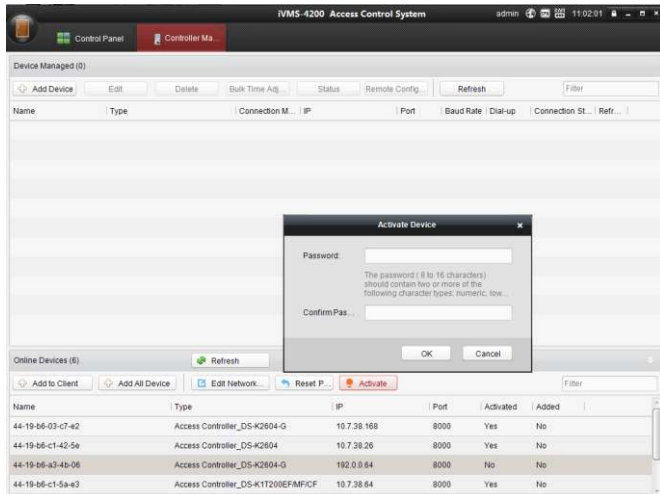 iVMS-4200 Access Control System admin 11:02:01
Control Panel Controller Ma...
Device Managed (0)
Add Device Edit Delete Bulk Time Adj... Status Remote Config... Refresh Filter
Name Type Connection M... IP Port Baud Rate Dial-up Connection St... Refr...
Activate Device
Password:
The password ( 8 to 16 characters)
should contain two or more of the
following character types: numeric, low...
Confirm Pas...
OK Cancel
Online Devices (6) Refresh
Add to Client Add All Device Edit Network... Reset P... Activate Filter
Name Type IP Port Activated Added
44-19-b6-03-c7-e2 Access Controller_DS-K2604-G 10.7.38.168 8000 Yes No
44-19-b6-c1-42-5e Access Controller_DS-K2604 10.7.38.26 8000 Yes No
44-19-b6-a3-4b-06 Access Controller_DS-K2604-G 192.0.0.64 8000 No No
44-19-b6-c1-5a-e3 Access Controller_DS-K1T200EF/MF/CF 10.7.38.64 8000 Yes No